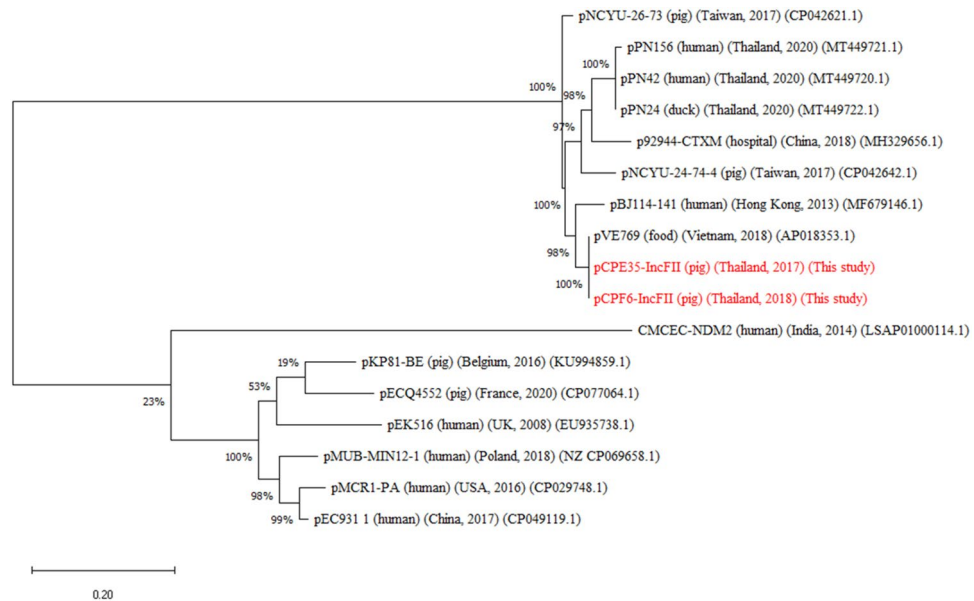 pNCYU-26-73 (pig) (Taiwan, 2017) (CP042621.1)
pPN156 (human) (Thailand, 2020) (MT449721.1)
100%
pPN42 (human) (Thailand, 2020) (MT449720.1)
100%
98%
pPN24 (duck) (Thailand, 2020) (MT449722.1)
97%
p92944-CTXM (hospital) (China, 2018) (MH329656.1)
pNCYU-24-74-4 (pig) (Taiwan, 2017) (CP042642.1)
100%
pBJ114-141 (human) (Hong Kong, 2013) (MF679146.1)
pVE769 (food) (Vietnam, 2018) (AP018353.1)
98%
pCPE35-IncFII (pig) (Thailand, 2017) (This study)
100%
pCPF6-IncFII (pig) (Thailand, 2018) (This study)
CMCEC-NDM2 (human) (India, 2014) (LSAP01000114.1)
19%
pKP81-BE (pig) (Belgium, 2016) (KU994859.1)
53%
pECQ4552 (pig) (France, 2020) (CP077064.1)
23%
pEK516 (human) (UK, 2008) (EU935738.1)
100%
pMUB-MIN12-1 (human) (Poland, 2018) (NZ CP069658.1)
98%
pMCR1-PA (human) (USA, 2016) (CP029748.1)
99%
pEC931 1 (human) (China, 2017) (CP049119.1)
0.20